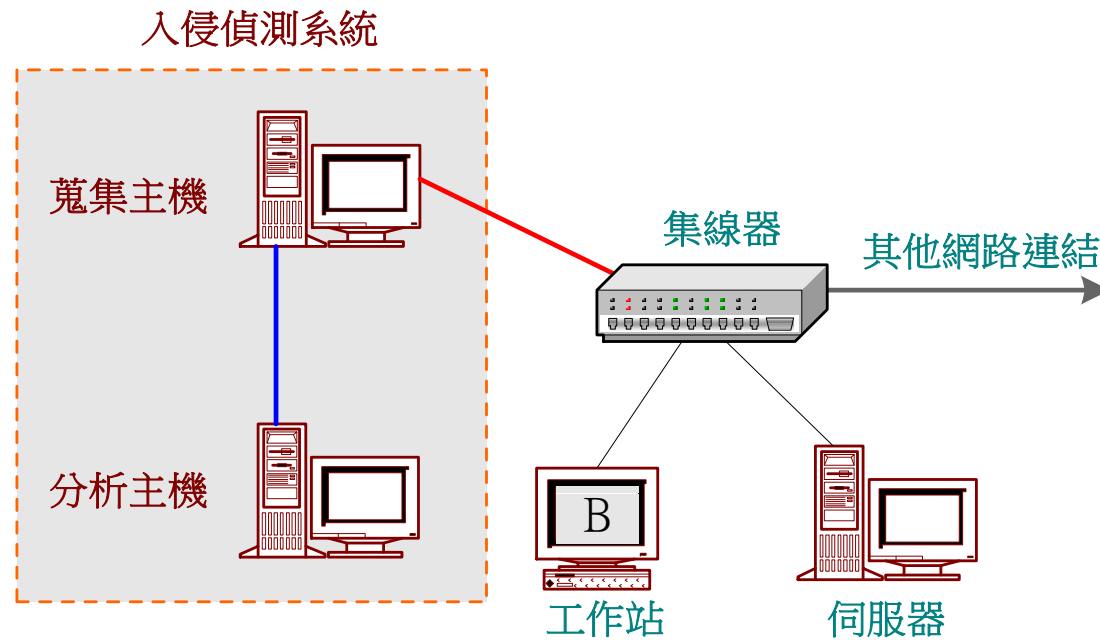 入侵偵測系統
蒐集主機
集線器
其他網路連結
分析主機
B
工作站
伺服器